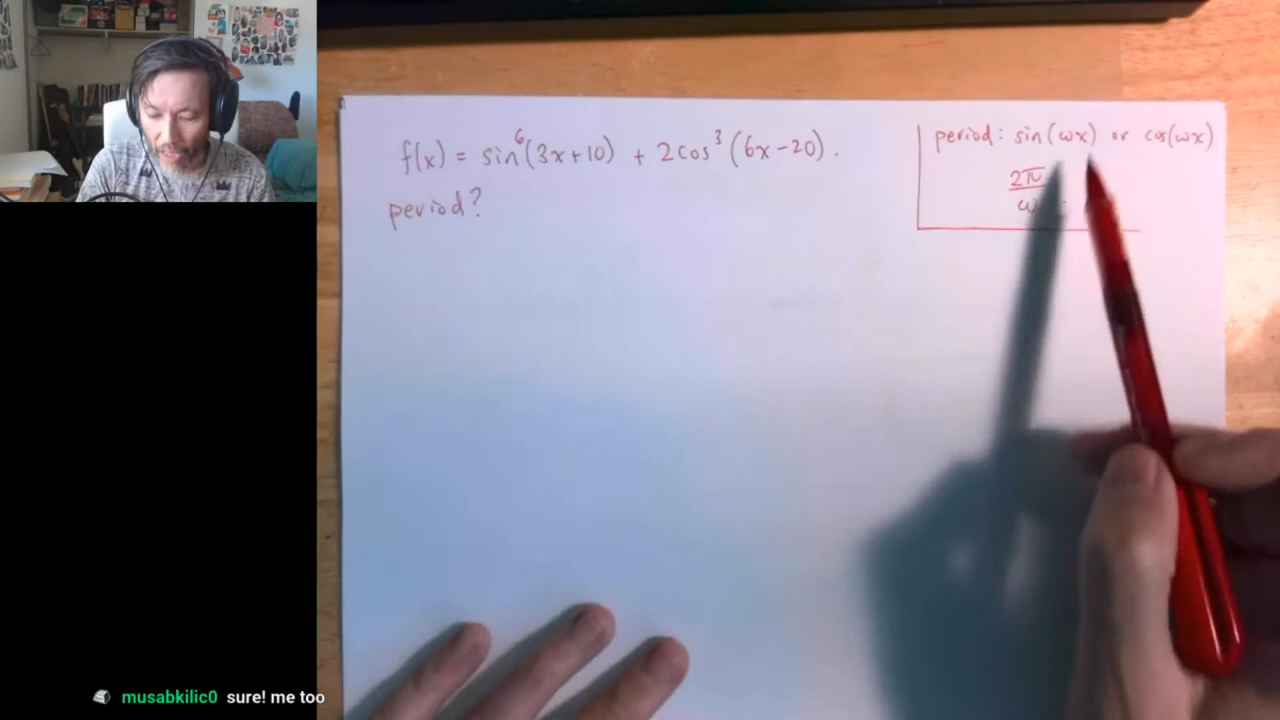 f(x) = sin⁶(3x+10) + 2cos³(6x-20).
period?
period: sin(ωx) or cos(ωx)
2π
ω
musabkilic0 sure! me too